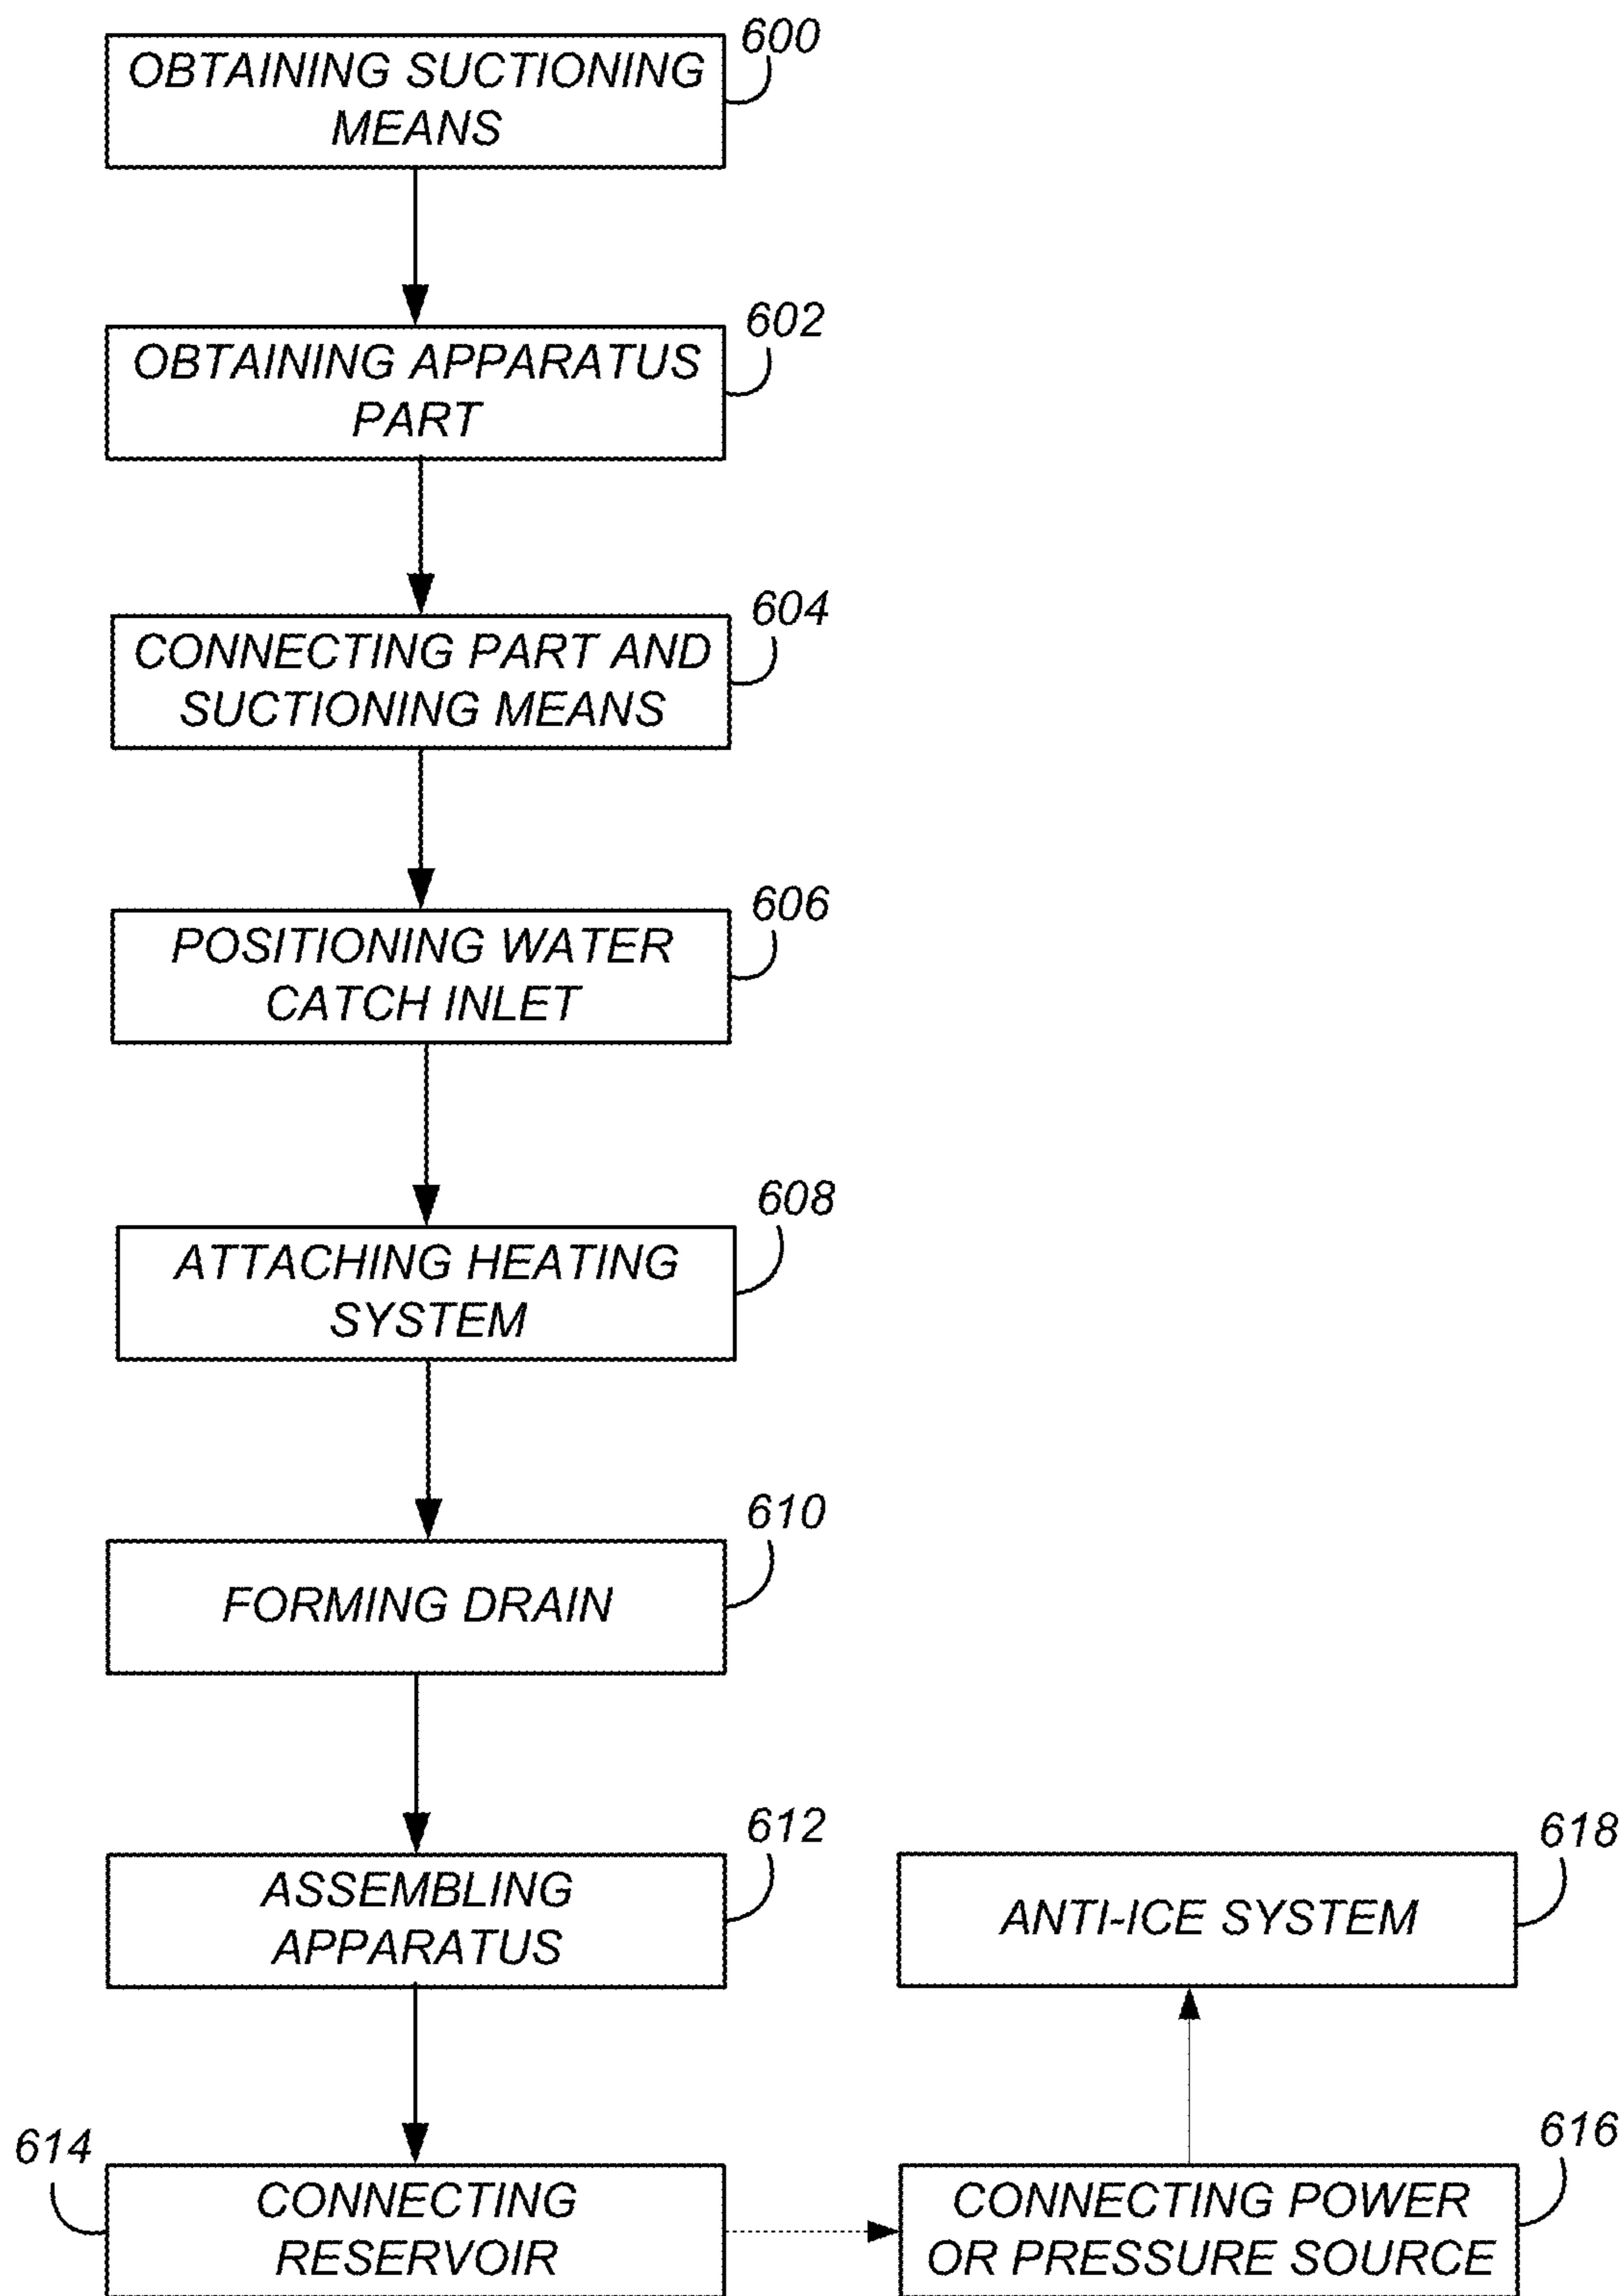 600
OBTAINING SUCTIONING
MEANS
602
OBTAINING APPARATUS
PART
604
CONNECTING PART AND
SUCTIONING MEANS
606
POSITIONING WATER
CATCH INLET
608
ATTACHING HEATING
SYSTEM
610
FORMING DRAIN
612
ASSEMBLING
APPARATUS
614
CONNECTING
RESERVOIR
616
CONNECTING POWER
OR PRESSURE SOURCE
618
ANTI-ICE SYSTEM